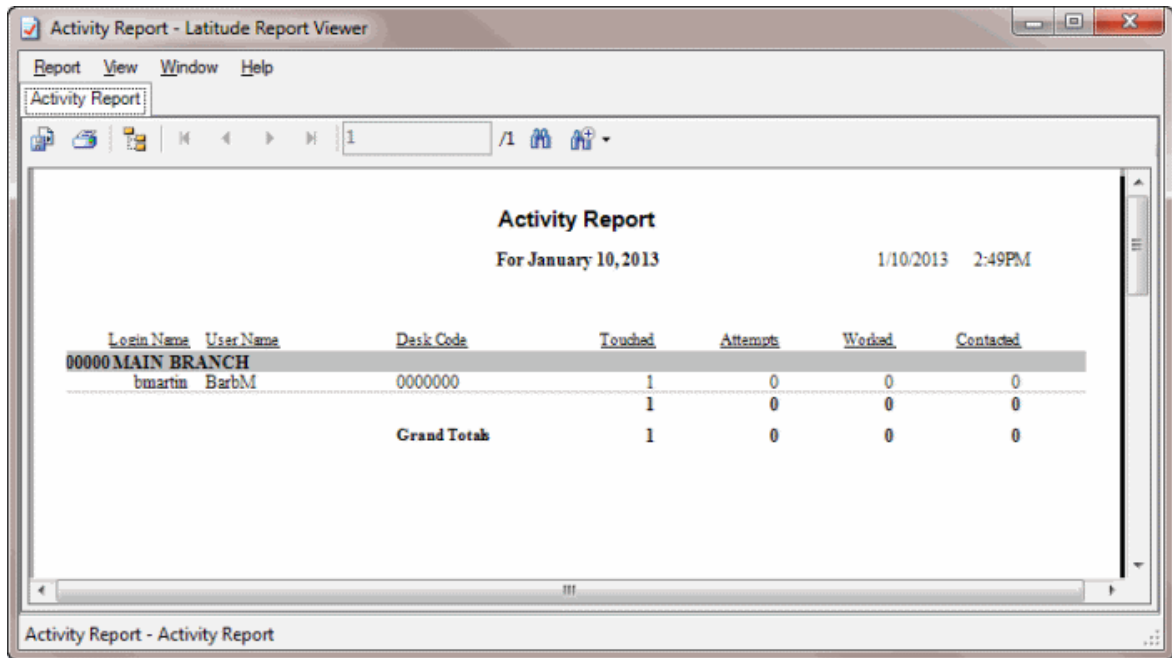 Activity Report - Latitude Report Viewer
Report View Window Help
Activity Report
1 /1
Activity Report
For January 10, 2013 1/10/2013 2:49PM
Login Name User Name Desk Code Touched Attempts Worked Contacted
00000 MAIN BRANCH
bmartin BarbM 0000000 1 0 0 0
1 0 0 0
Grand Totals 1 0 0 0
Activity Report - Activity Report